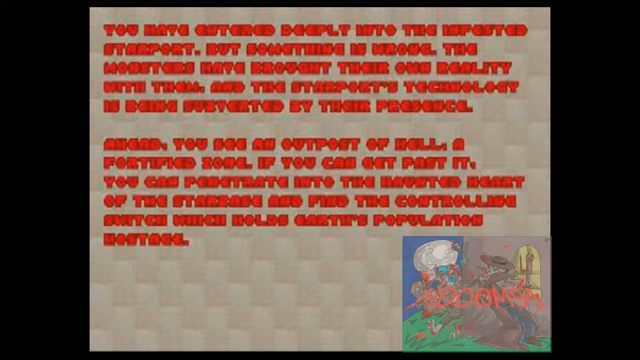 YOU HAVE ENTERED DEEPLY INTO THE INFESTED
STARPORT. BUT SOMETHING IS WRONG. THE
MONSTERS HAVE BROUGHT THEIR OWN REALITY
WITH THEM, AND THE STARPORT'S TECHNOLOGY
IS BEING SUBVERTED BY THEIR PRESENCE.
AHEAD, YOU SEE AN OUTPOST OF HELL, A
FORTIFIED ZONE. IF YOU CAN GET PAST IT,
YOU CAN PENETRATE INTO THE HAUNTED HEART
OF THE STARBASE AND FIND THE CONTROLLING
SWITCH WHICH HOLDS EARTH'S POPULATION
HOSTAGE.